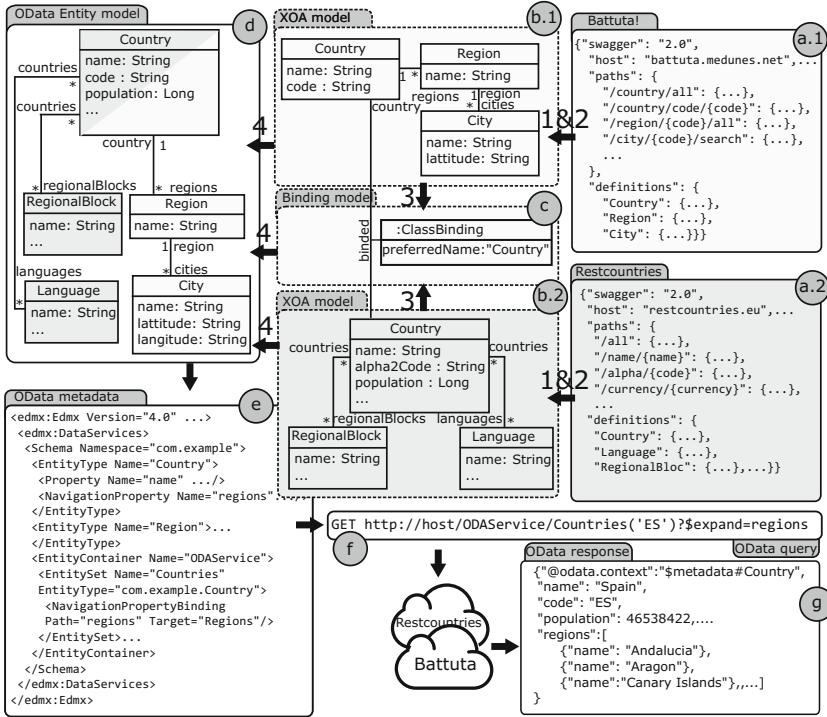 OData Entity model
d
Country
name: String
code : String
population: Long
...
countries
*
countries
*
country 1
* regionalBlocks
* regions
RegionalBlock
name: String
...
Region
name: String
1 region
* cities
languages
*
Language
name: String
...
City
name: String
lattitude: String
langitude: String
4
4
4
XOA model
b.1
Country
name: String
code : String
1 *
regions
country
Region
name: String
1 region
* cities
City
name: String
lattitude: String
1&2
3
Binding model
c
binded
:ClassBinding
preferredName:"Country"
3
XOA model
b.2
Country
name: String
alpha2Code : String
population : Long
...
countries
*
countries
*
* regionalBlocks
languages *
RegionalBlock
name: String
...
Language
name: String
...
1&2
Battuta!
a.1
{"swagger": "2.0",
"host": "battuta.medunes.net",...
"paths": {
"/country/all": {...},
"/country/code/{code}": {...},
"/region/{code}/all": {...},
"/city/{code}/search": {...},
...
},
"definitions": {
"Country": {...},
"Region": {...},
"City": {...}}}
Restcountries
a.2
{"swagger": "2.0",
"host": "restcountries.eu",...
"paths": {
"/all": {...},
"/name/{name}": {...},
"/alpha/{code}": {...},
"/currency/{currency}": {...},
...
"definitions": {
"Country": {...},
"Language": {...},
"RegionalBloc": {...},...}}
OData metadata
e
<edmx:Edmx Version="4.0" ...>
<edmx:DataServices>
<Schema Namespace="com.example">
<EntityType Name="Country">
<Property Name="name" .../>
<NavigationProperty Name="regions"
</EntityType>
<EntityType Name="Region">...
</EntityType>
<EntityContainer Name="ODAService">
<EntitySet Name="Countries"
EntityType="com.example.Country">
<NavigationPropertyBinding
Path="regions" Target="Regions"/>
</EntitySet>...
</EntityContainer>
</Schema>
</edmx:DataServices>
</edmx:Edmx>
GET http://host/ODAService/Countries('ES')?$expand=regions
f
OData query
Restcountries
Battuta
OData response
g
{"@odata.context":"$metadata#Country",
"name": "Spain",
"code": "ES",
"population": 46538422,....
"regions":[
{"name": "Andalucia"},
{"name": "Aragon"},
{"name":"Canary Islands"},,...]
}